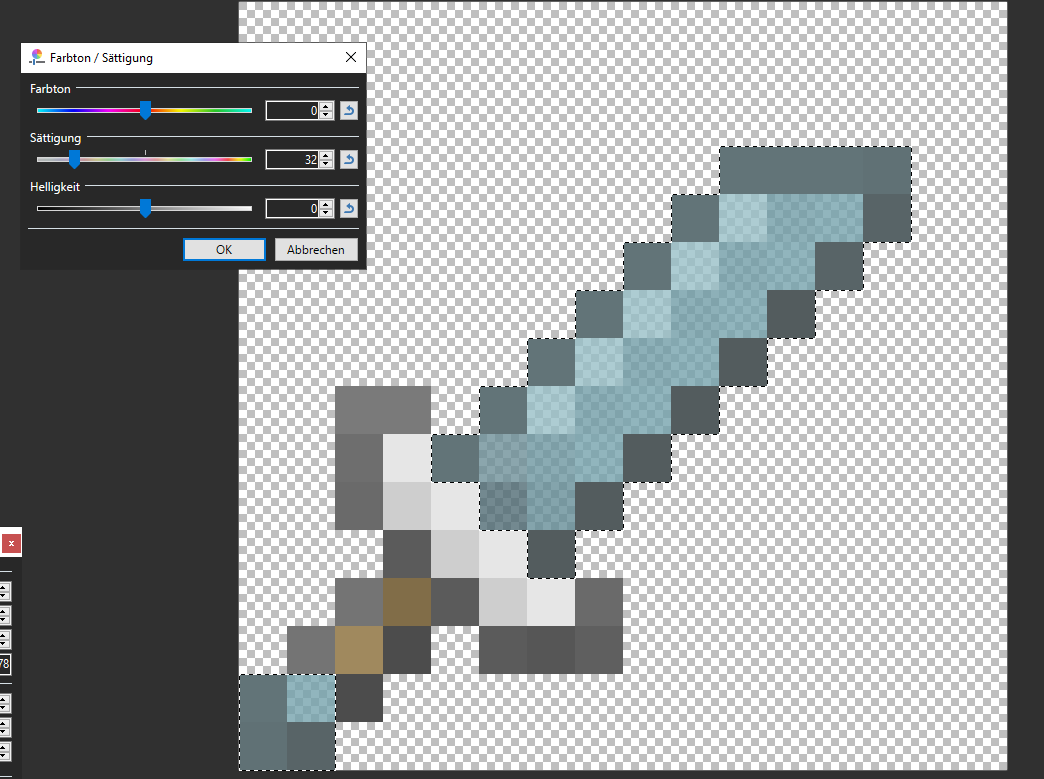 Farbton / Sättigung
Farbton
0
Sättigung
32
Helligkeit
0
OK
Abbrechen
78